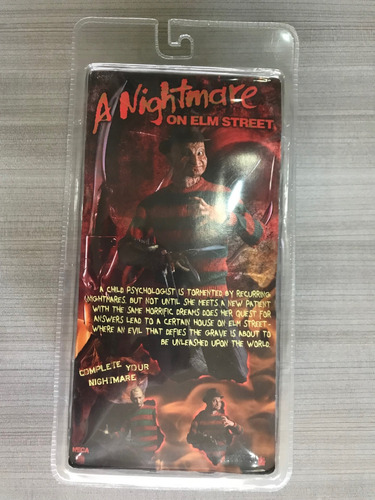 A Nightmare
ON ELM STREET
A CHILD PSYCHOLOGIST IS TORMENTED BY RECURRING
NIGHTMARES. BUT NOT UNTIL SHE MEETS A NEW PATIENT
WITH THE SAME HORRIFIC DREAMS DOES HER QUEST FOR
ANSWERS LEAD TO A CERTAIN HOUSE ON ELM STREET-
WHERE AN EVIL THAT DEFIES THE GRAVE IS ABOUT TO
BE UNLEASHED UPON THE WORLD.
COMPLETE YOUR
NIGHTMARE
NECA